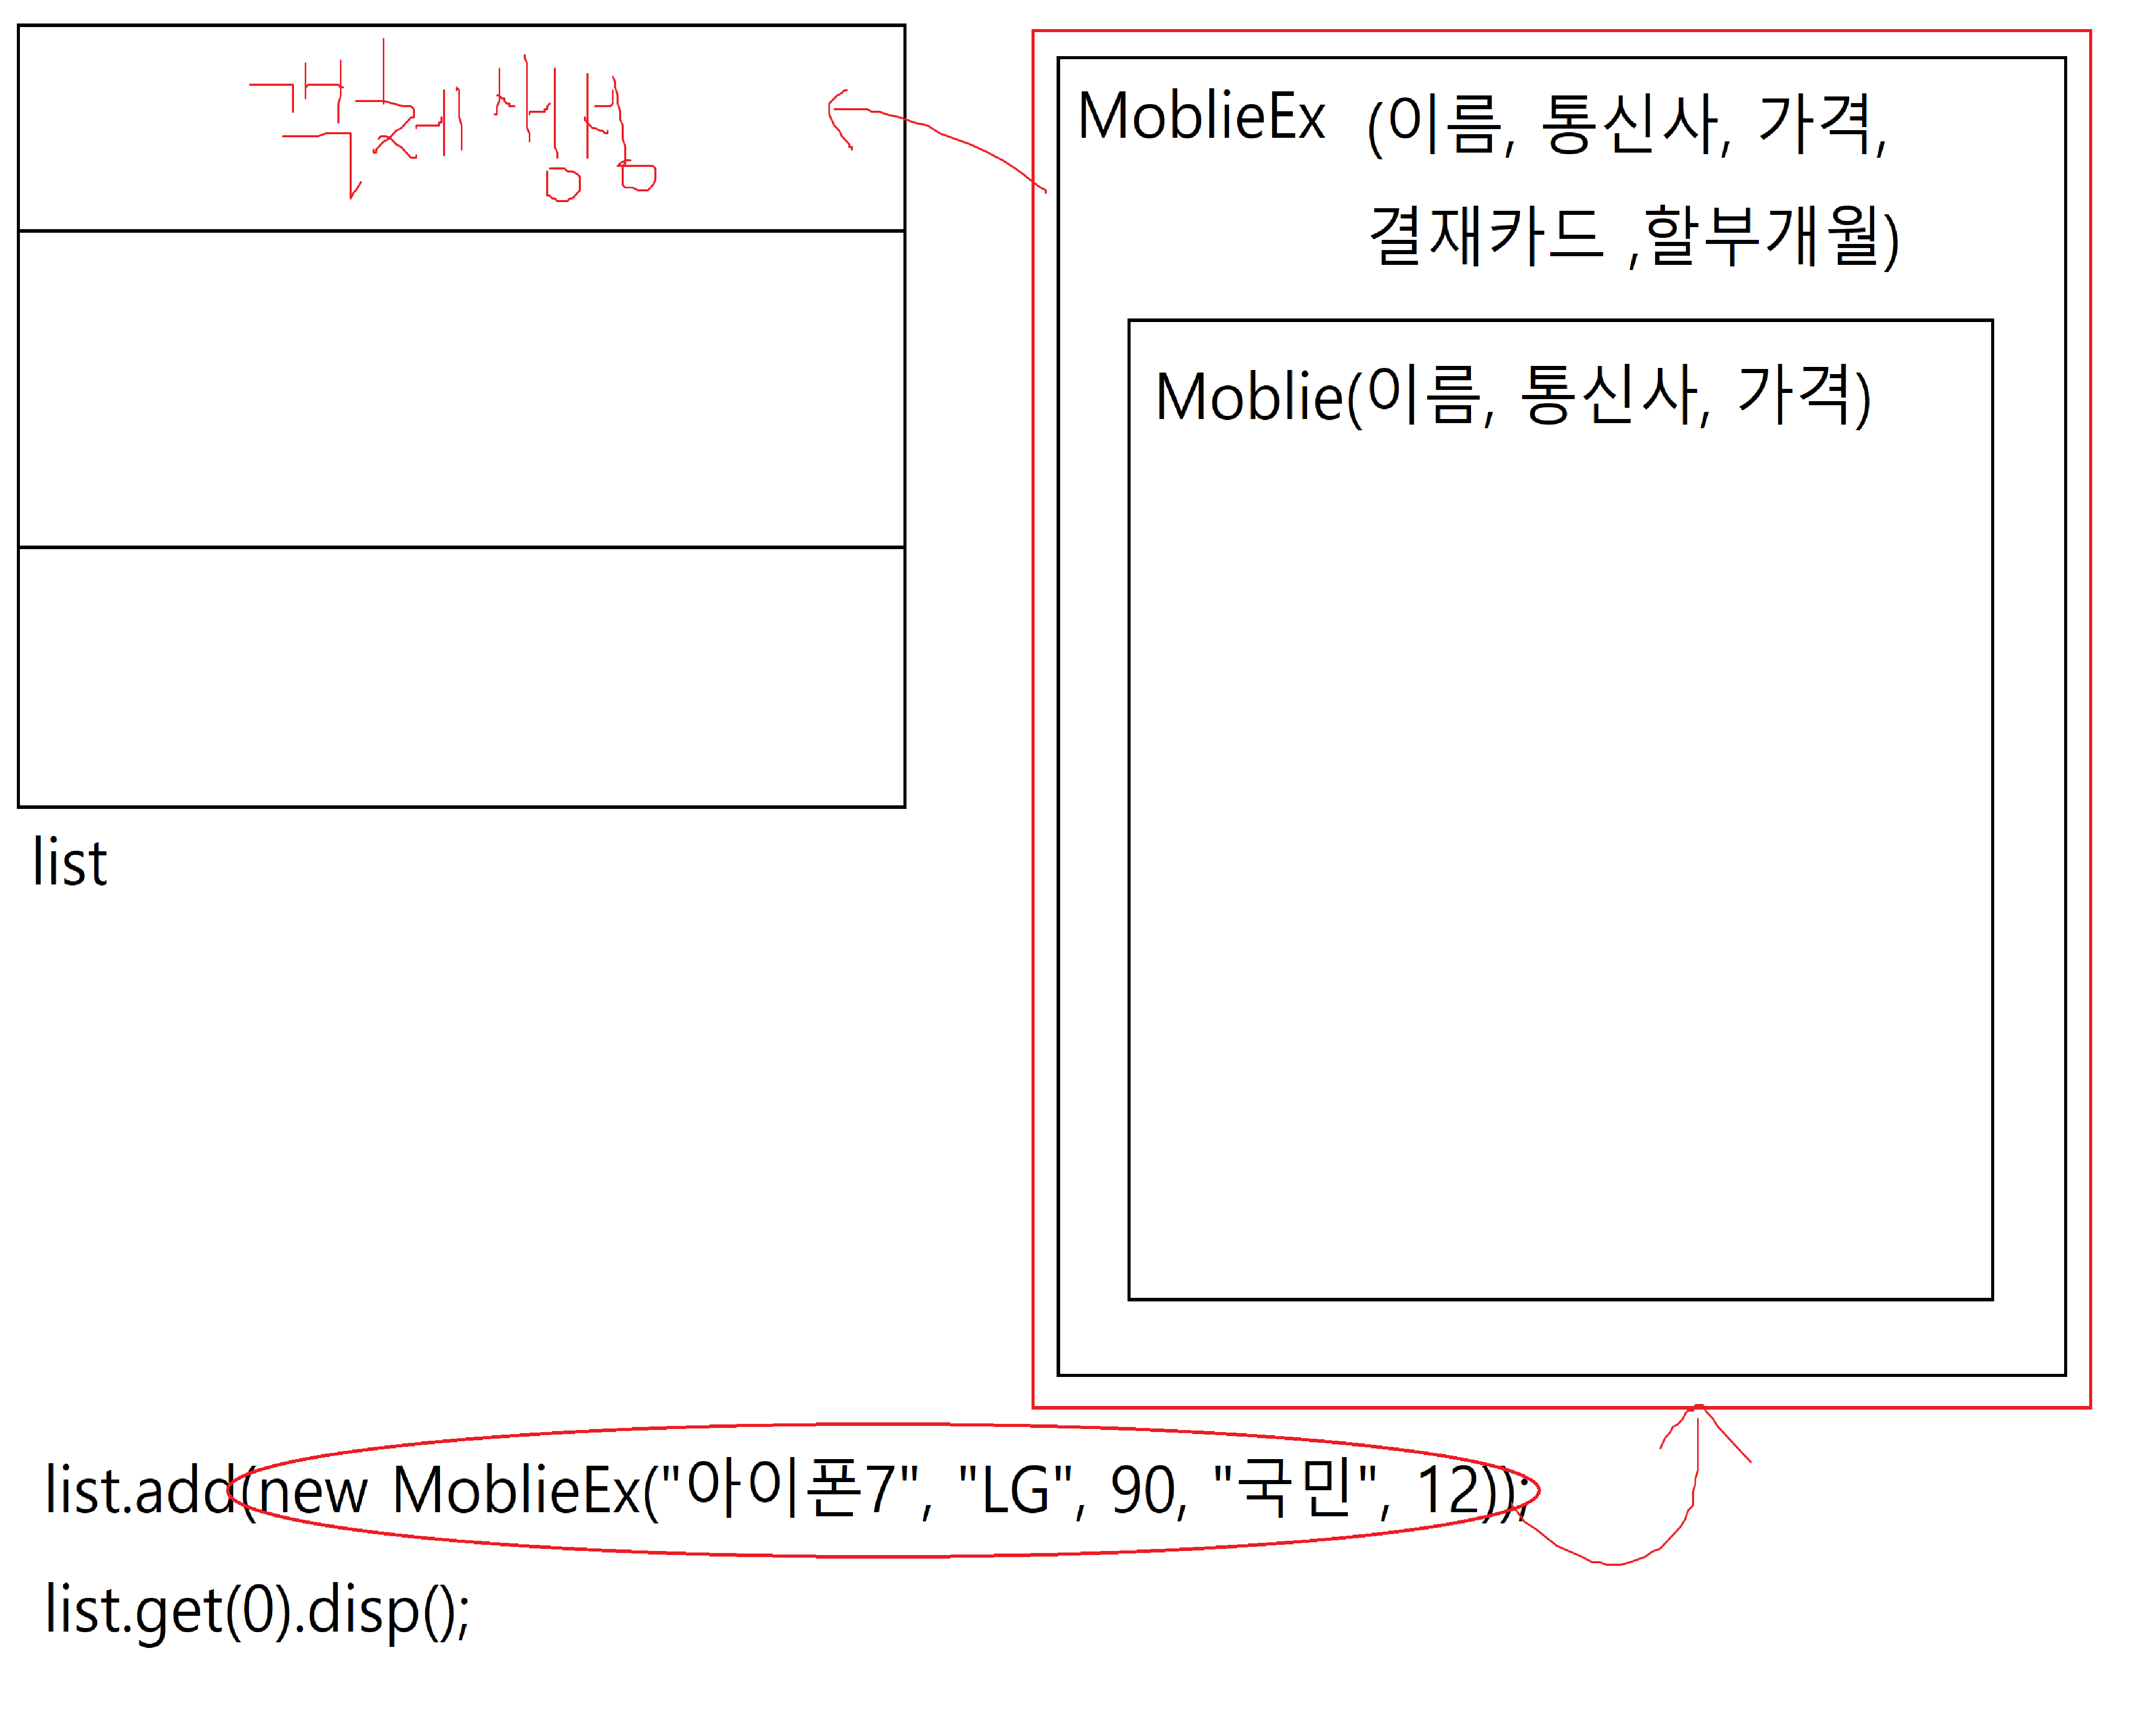 객체생성
MoblieEx (이름, 통신사, 가격,
결재카드 ,할부개월)
Moblie(이름, 통신사, 가격)
list
list.add(new MoblieEx("아이폰7", "LG", 90, "국민", 12));
list.get(0).disp();